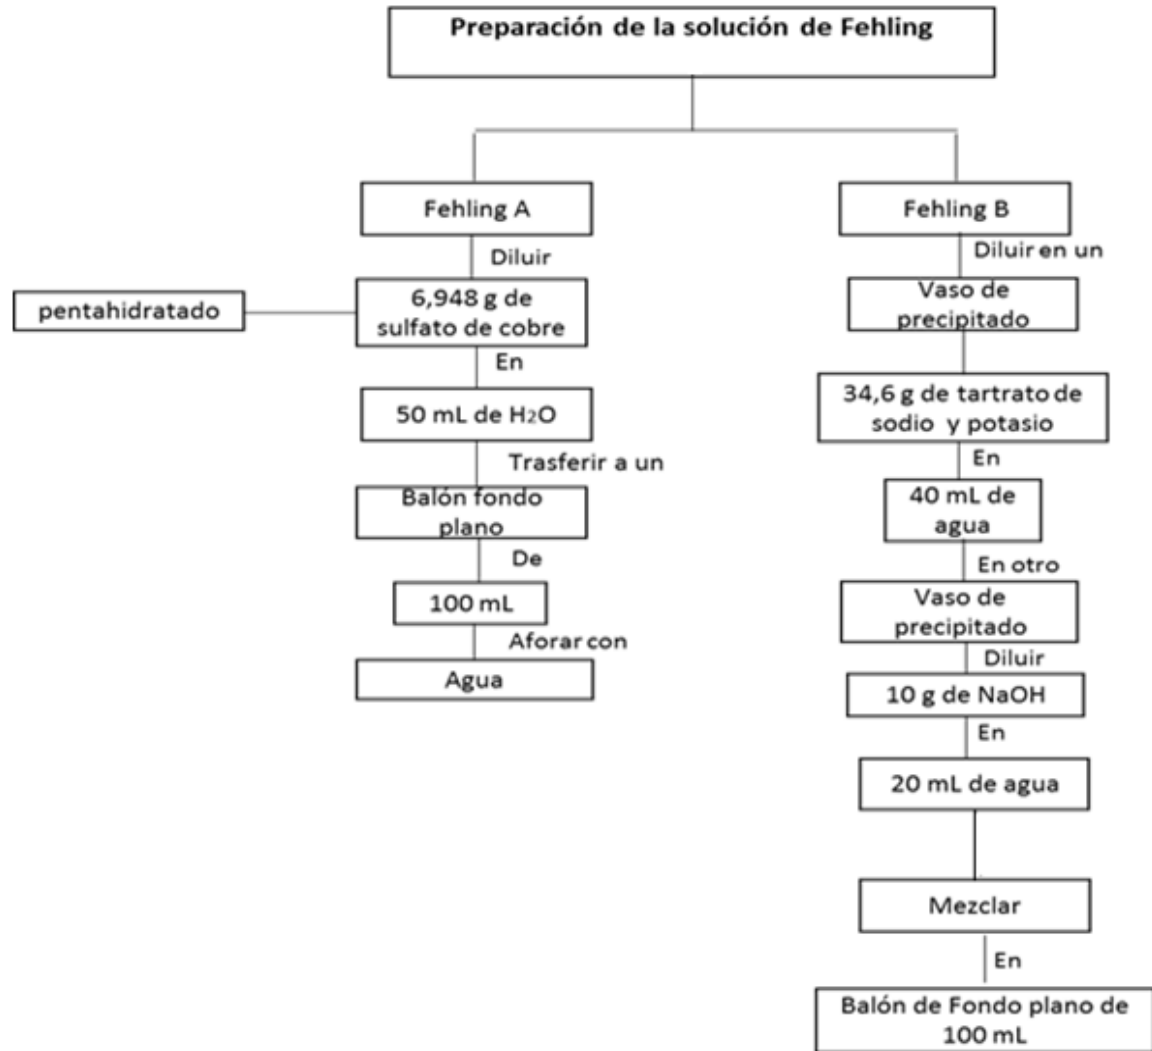 Preparación de la solución de Fehling
Fehling A
Diluir
pentahidratado
6,948 g de
sulfato de cobre
En
50 mL de H2O
Trasferir a un
Balón fondo
plano
De
100 mL
Aforar con
Agua
Fehling B
Diluir en un
Vaso de
precipitado
34,6 g de tartrato de
sodio y potasio
En
40 mL de
agua
En otro
Vaso de
precipitado
Diluir
10 g de NaOH
En
20 mL de agua
Mezclar
En
Balón de Fondo plano de
100 mL